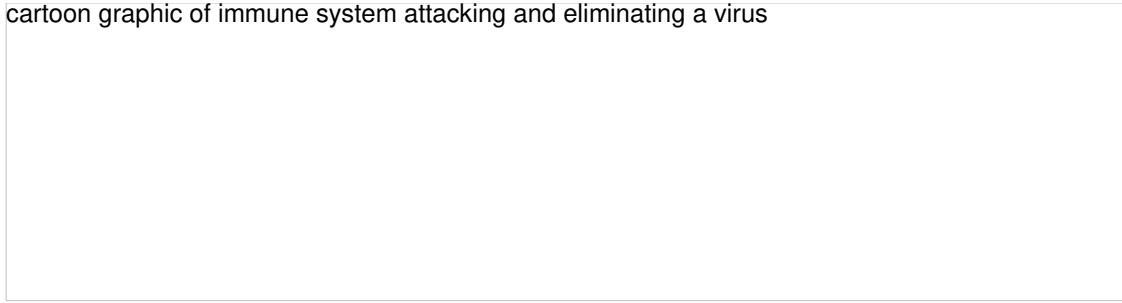 cartoon graphic of immune system attacking and eliminating a virus